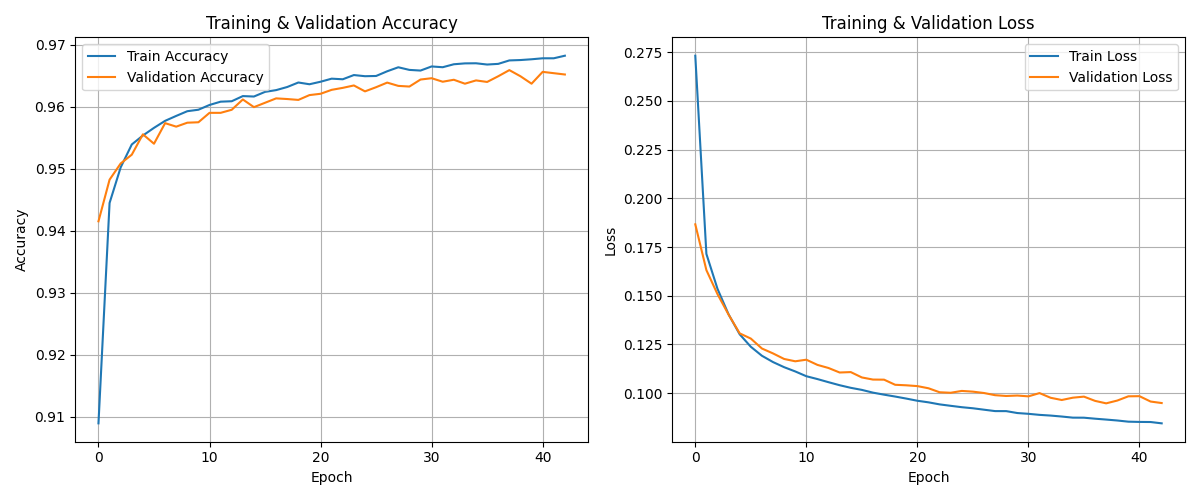 Training & Validation Accuracy
Train Accuracy
Validation Accuracy
0.97
0.96
0.95
0.94
0.93
0.92
0.91
Accuracy
0
10
20
30
40
Epoch
Training & Validation Loss
Train Loss
Validation Loss
0.275
0.250
0.225
0.200
0.175
0.150
0.125
0.100
Loss
0
10
20
30
40
Epoch